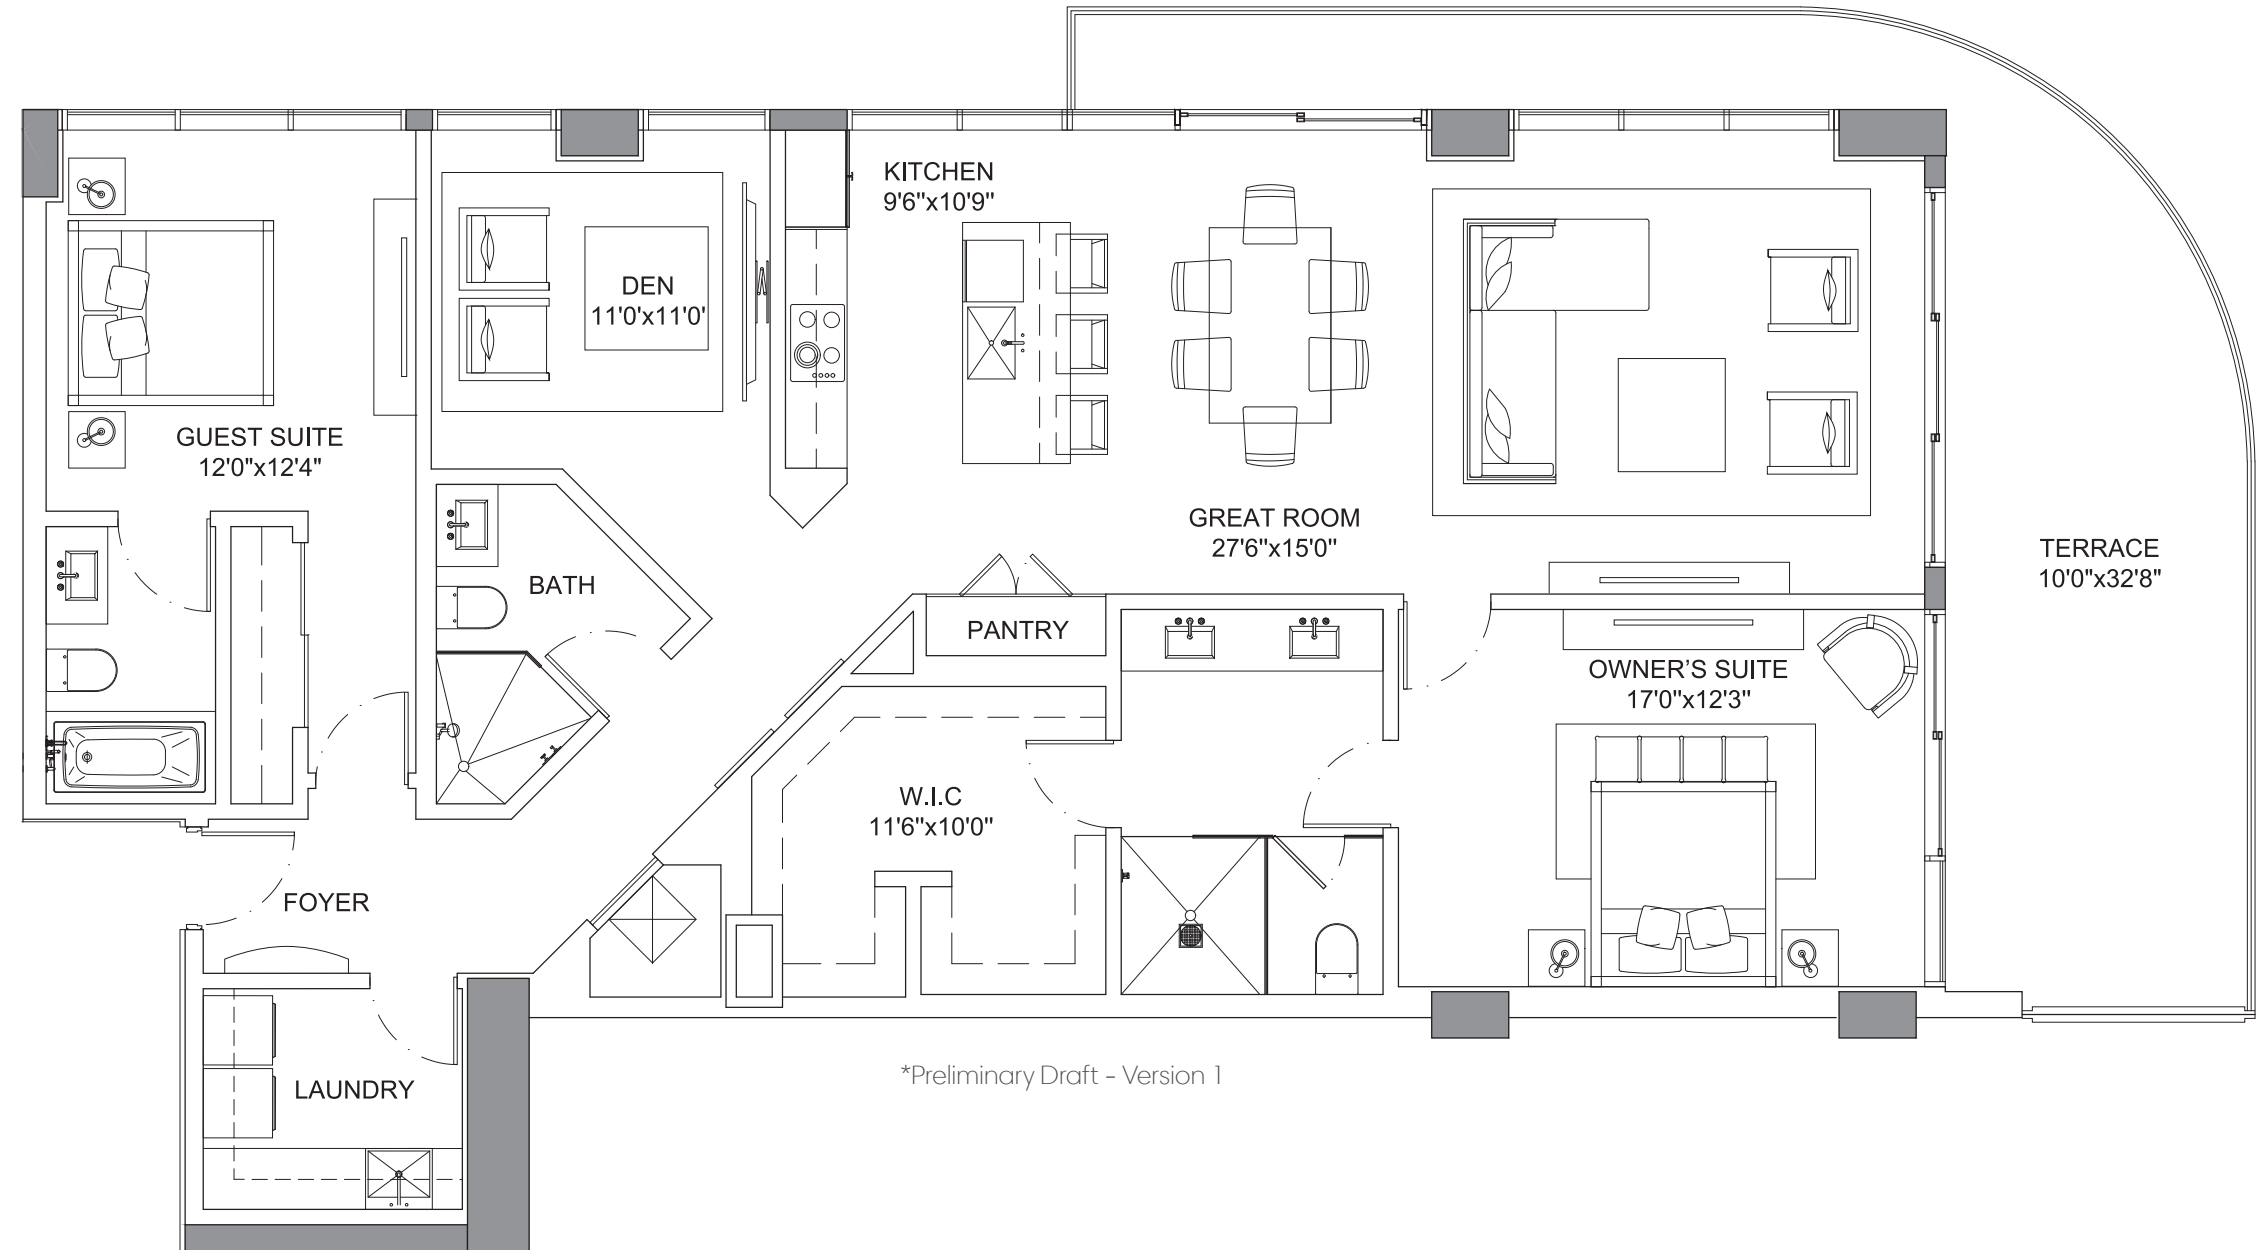 KITCHEN
9'6"x10'9"
DEN
11'0'x11'0'
GUEST SUITE
12'0"x12'4"
GREAT ROOM
27'6"x15'0"
TERRACE
10'0"x32'8"
BATH
PANTRY
OWNER'S SUITE
17'0"x12'3"
W.I.C
11'6"x10'0"
FOYER
LAUNDRY
*Preliminary Draft - Version 1